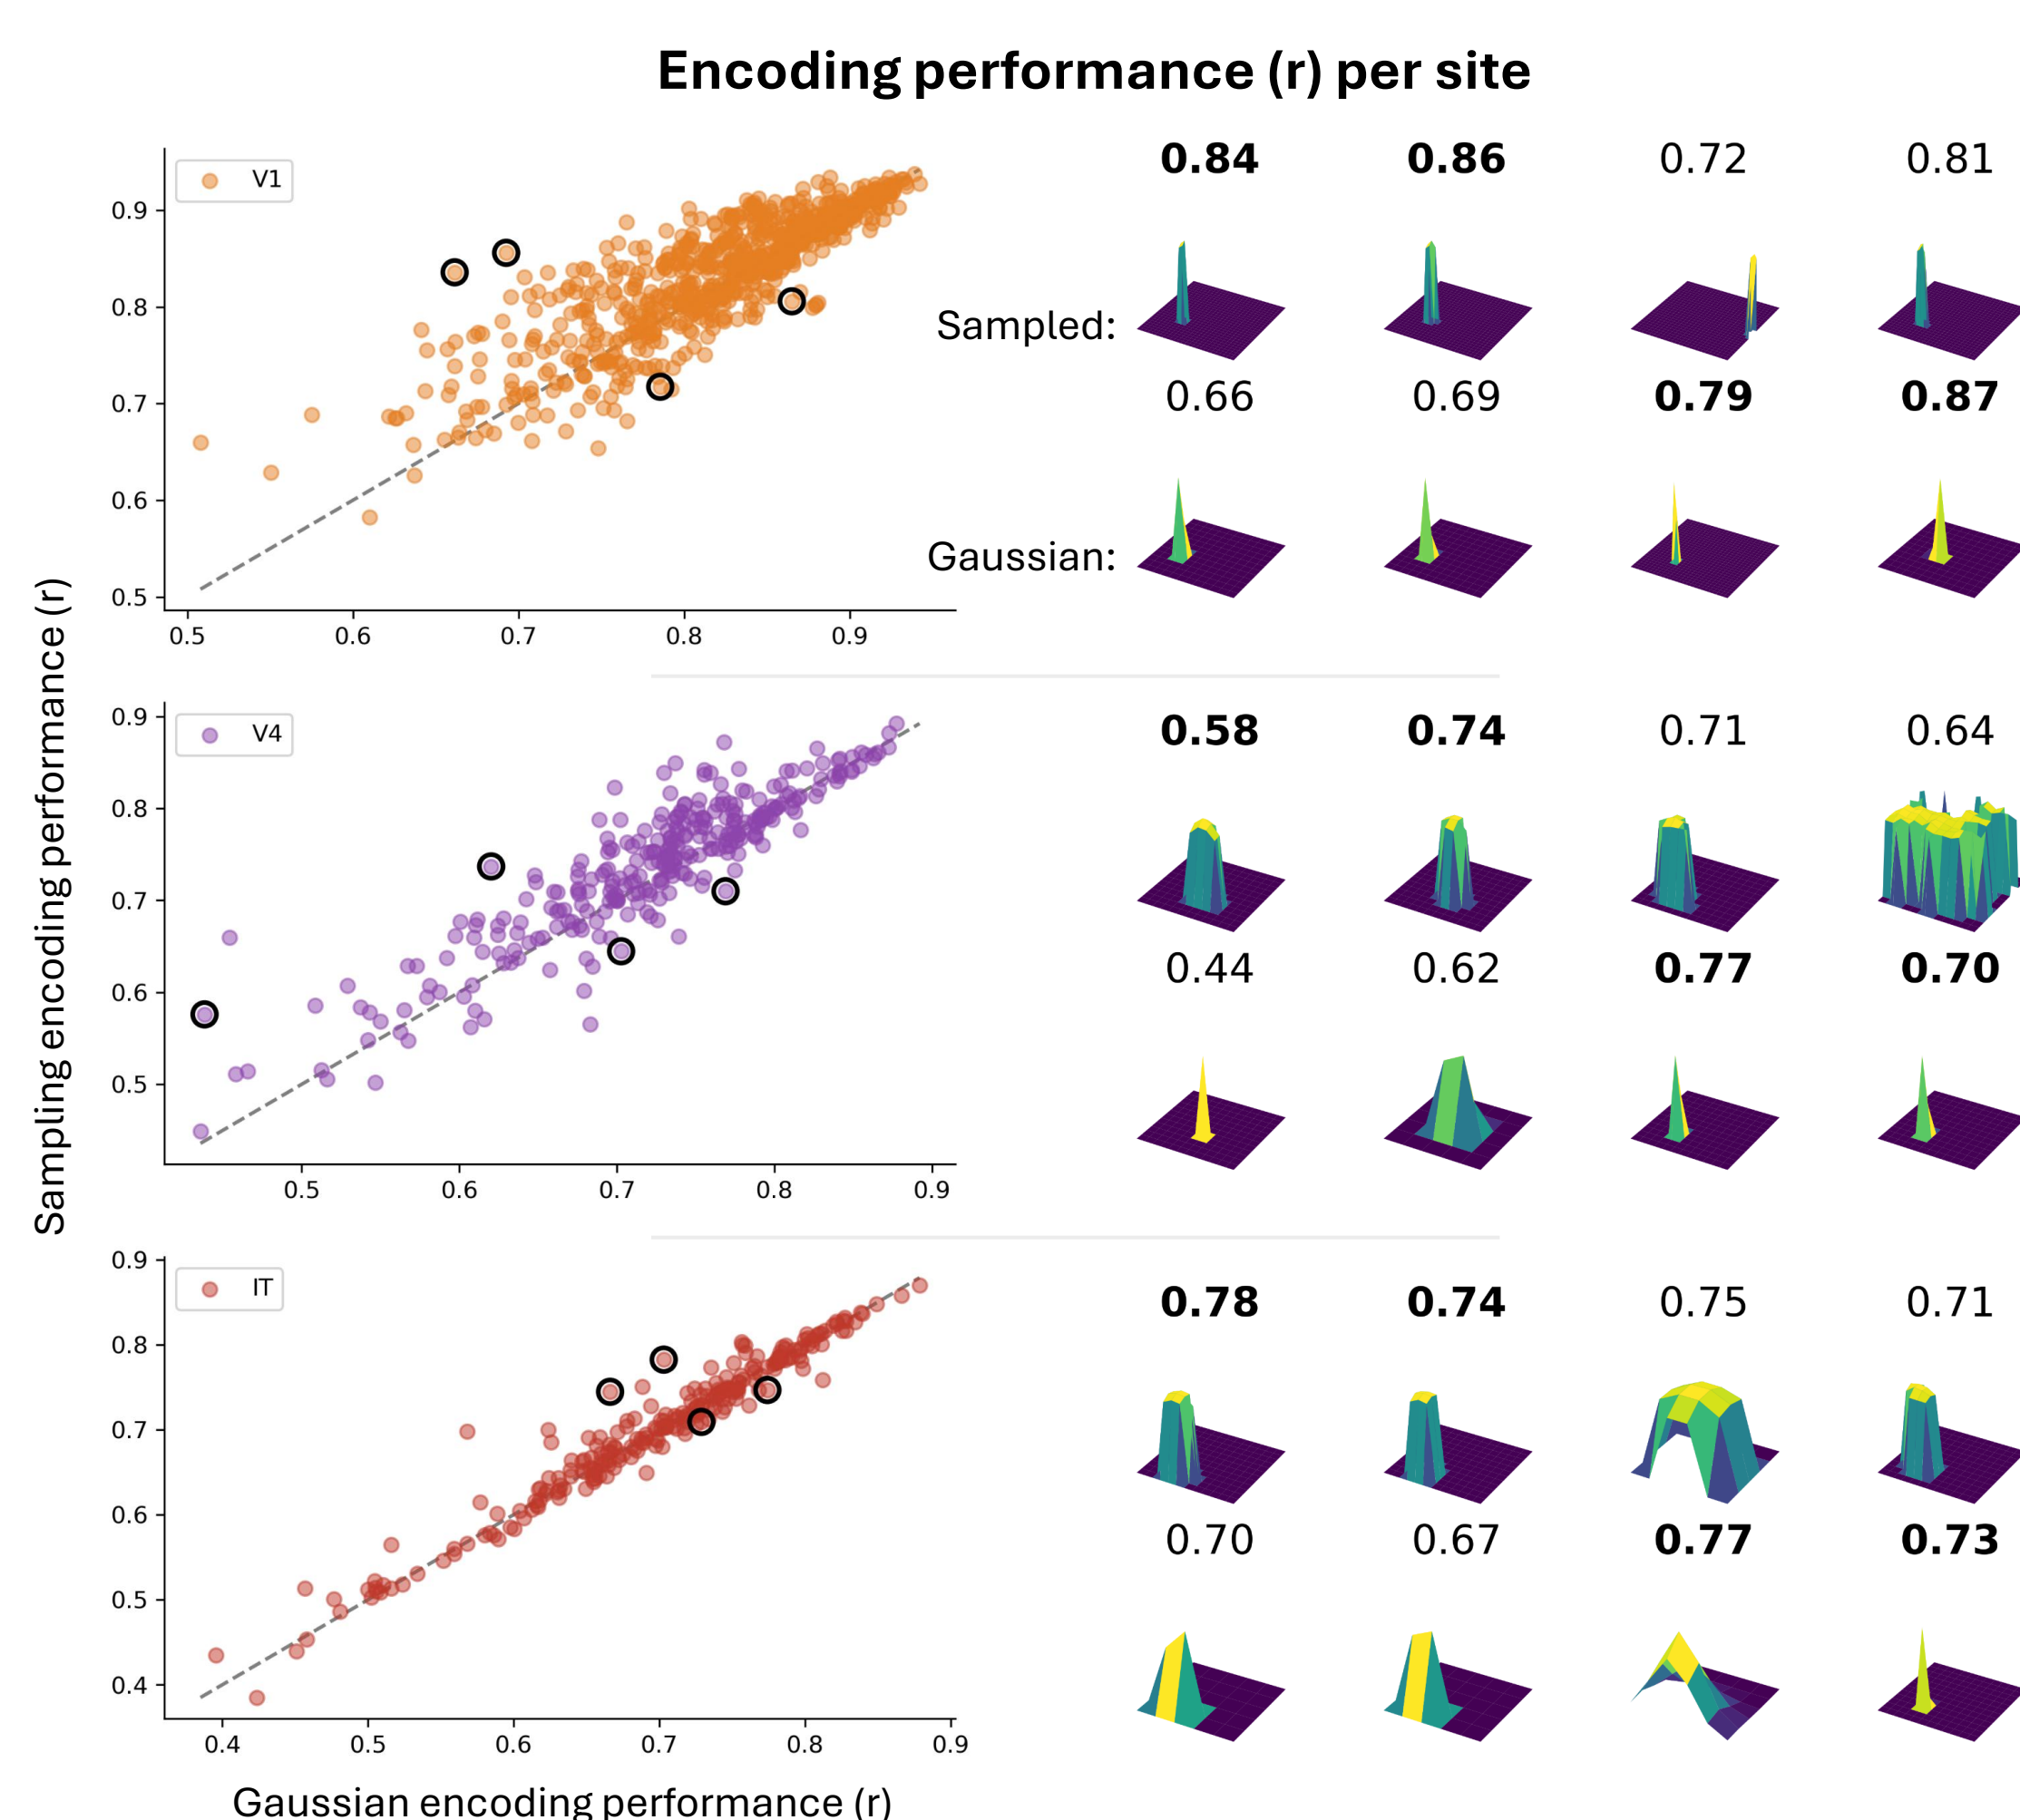 Encoding performance (r) per site
Sampling encoding performance (r)
V1
0.9
0.8
0.7
0.6
0.5
0.5 0.6 0.7 0.8 0.9
0.84 0.86 0.72 0.81
Sampled:
0.66 0.69 0.79 0.87
Gaussian:
V4
0.9
0.8
0.7
0.6
0.5
0.5 0.6 0.7 0.8 0.9
0.58 0.74 0.71 0.64
0.44 0.62 0.77 0.70
IT
0.9
0.8
0.7
0.6
0.5
0.4
0.4 0.5 0.6 0.7 0.8 0.9
0.78 0.74 0.75 0.71
0.70 0.67 0.77 0.73
Gaussian encoding performance (r)